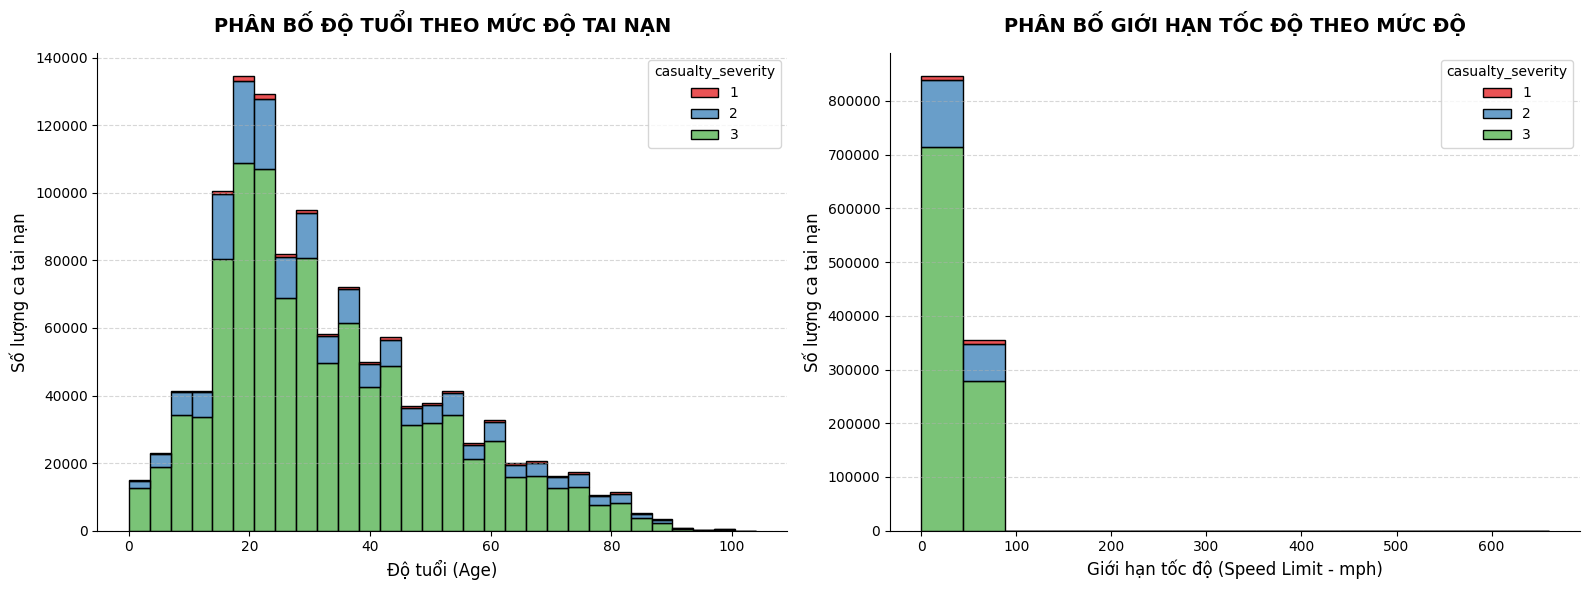 PHÂN BỐ ĐỘ TUỔI THEO MỨC ĐỘ TAI NẠN
140000
120000
100000
80000
60000
40000
20000
0
Số lượng ca tai nạn
casualty_severity
1
2
3
0 20 40 60 80 100
Độ tuổi (Age)
PHÂN BỐ GIỚI HẠN TỐC ĐỘ THEO MỨC ĐỘ
800000
700000
600000
500000
400000
300000
200000
100000
0
Số lượng ca tai nạn
casualty_severity
1
2
3
0 100 200 300 400 500 600
Giới hạn tốc độ (Speed Limit - mph)